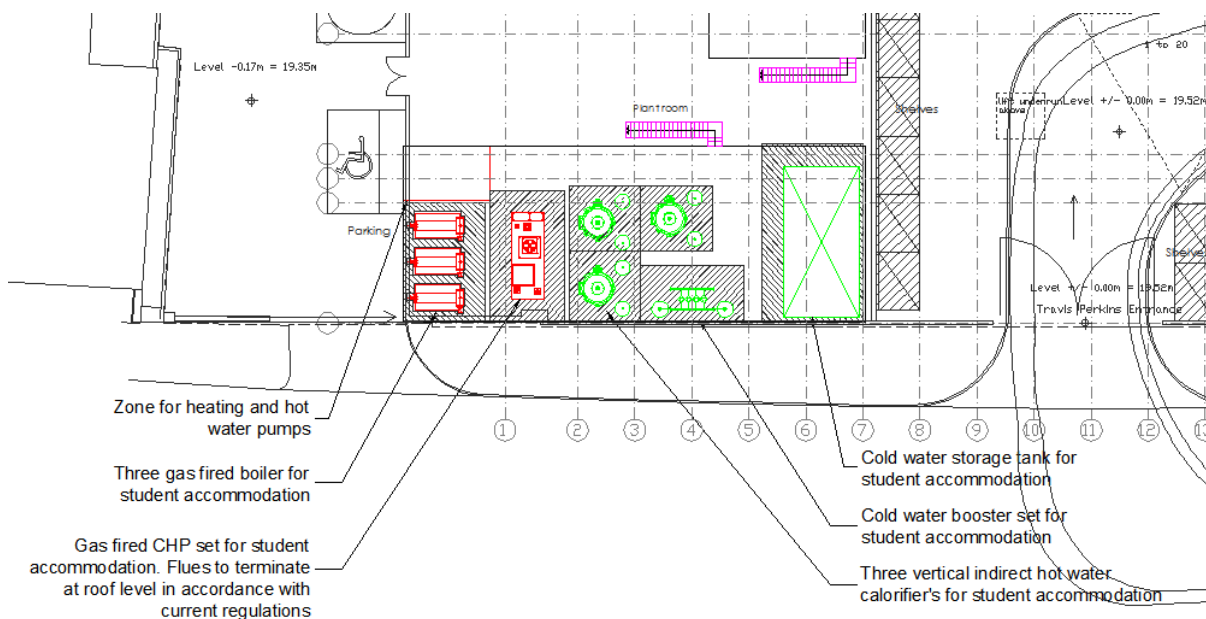 1 to 20
Level -0.17m = 19.35m
Plantroom
Shelves
lift underrun
above
Level +/- 0.00m = 19.52m
Parking
Shelves
Level +/- 0.00m = 19.52m
Travis Perkins Entrance
1 2 3 4 5 6 7 8 9 10 11 12 13
Zone for heating and hot
water pumps
Three gas fired boiler for
student accommodation
Gas fired CHP set for student
accommodation. Flues to terminate
at roof level in accordance with
current regulations
Cold water storage tank for
student accommodation
Cold water booster set for
student accommodation
Three vertical indirect hot water
calorifier's for student accommodation